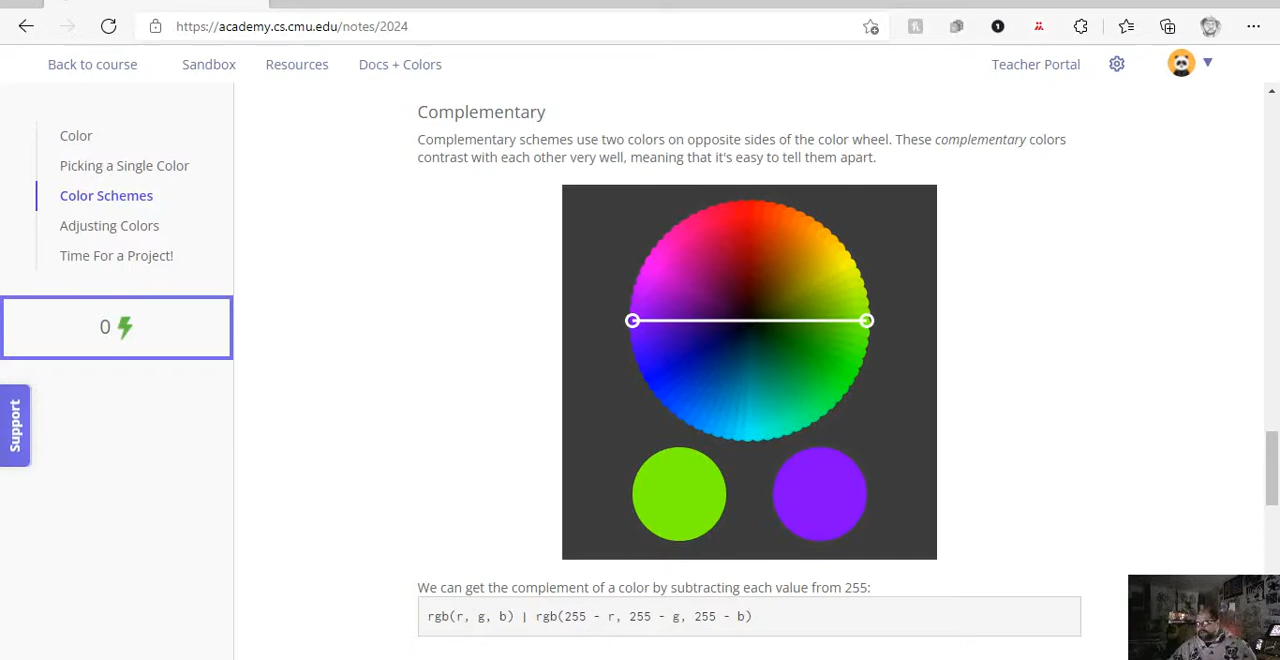 https://academy.cs.cmu.edu/notes/2024
Back to course
Sandbox
Resources
Docs + Colors
Teacher Portal
Color
Picking a Single Color
Color Schemes
Adjusting Colors
Time For a Project!
0
Support
Complementary
Complementary schemes use two colors on opposite sides of the color wheel. These complementary colors
contrast with each other very well, meaning that it's easy to tell them apart.
We can get the complement of a color by subtracting each value from 255:
rgb(r, g, b) | rgb(255 - r, 255 - g, 255 - b)